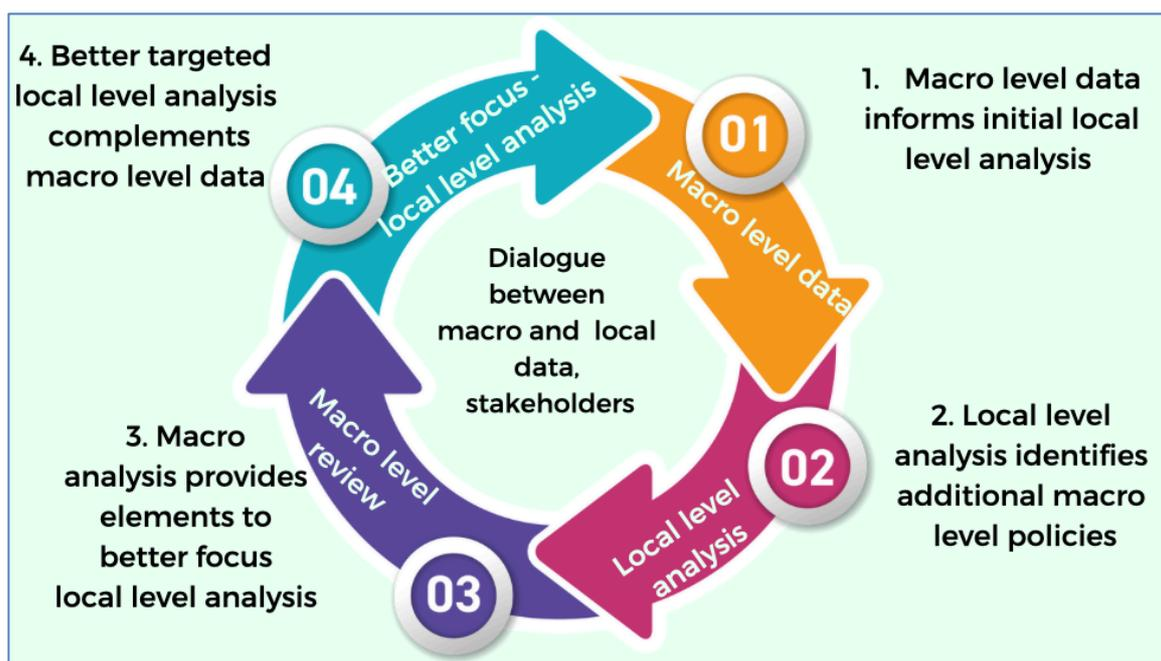 4. Better targeted
local level analysis
complements
macro level data
1. Macro level data
informs initial local
level analysis
04
Better focus -
local level analysis
01
Macro level data
Dialogue
between
macro and local
data,
stakeholders
3. Macro
analysis provides
elements to
better focus
local level analysis
Macro level
review
03
Local level
analysis
02
2. Local level
analysis identifies
additional macro
level policies